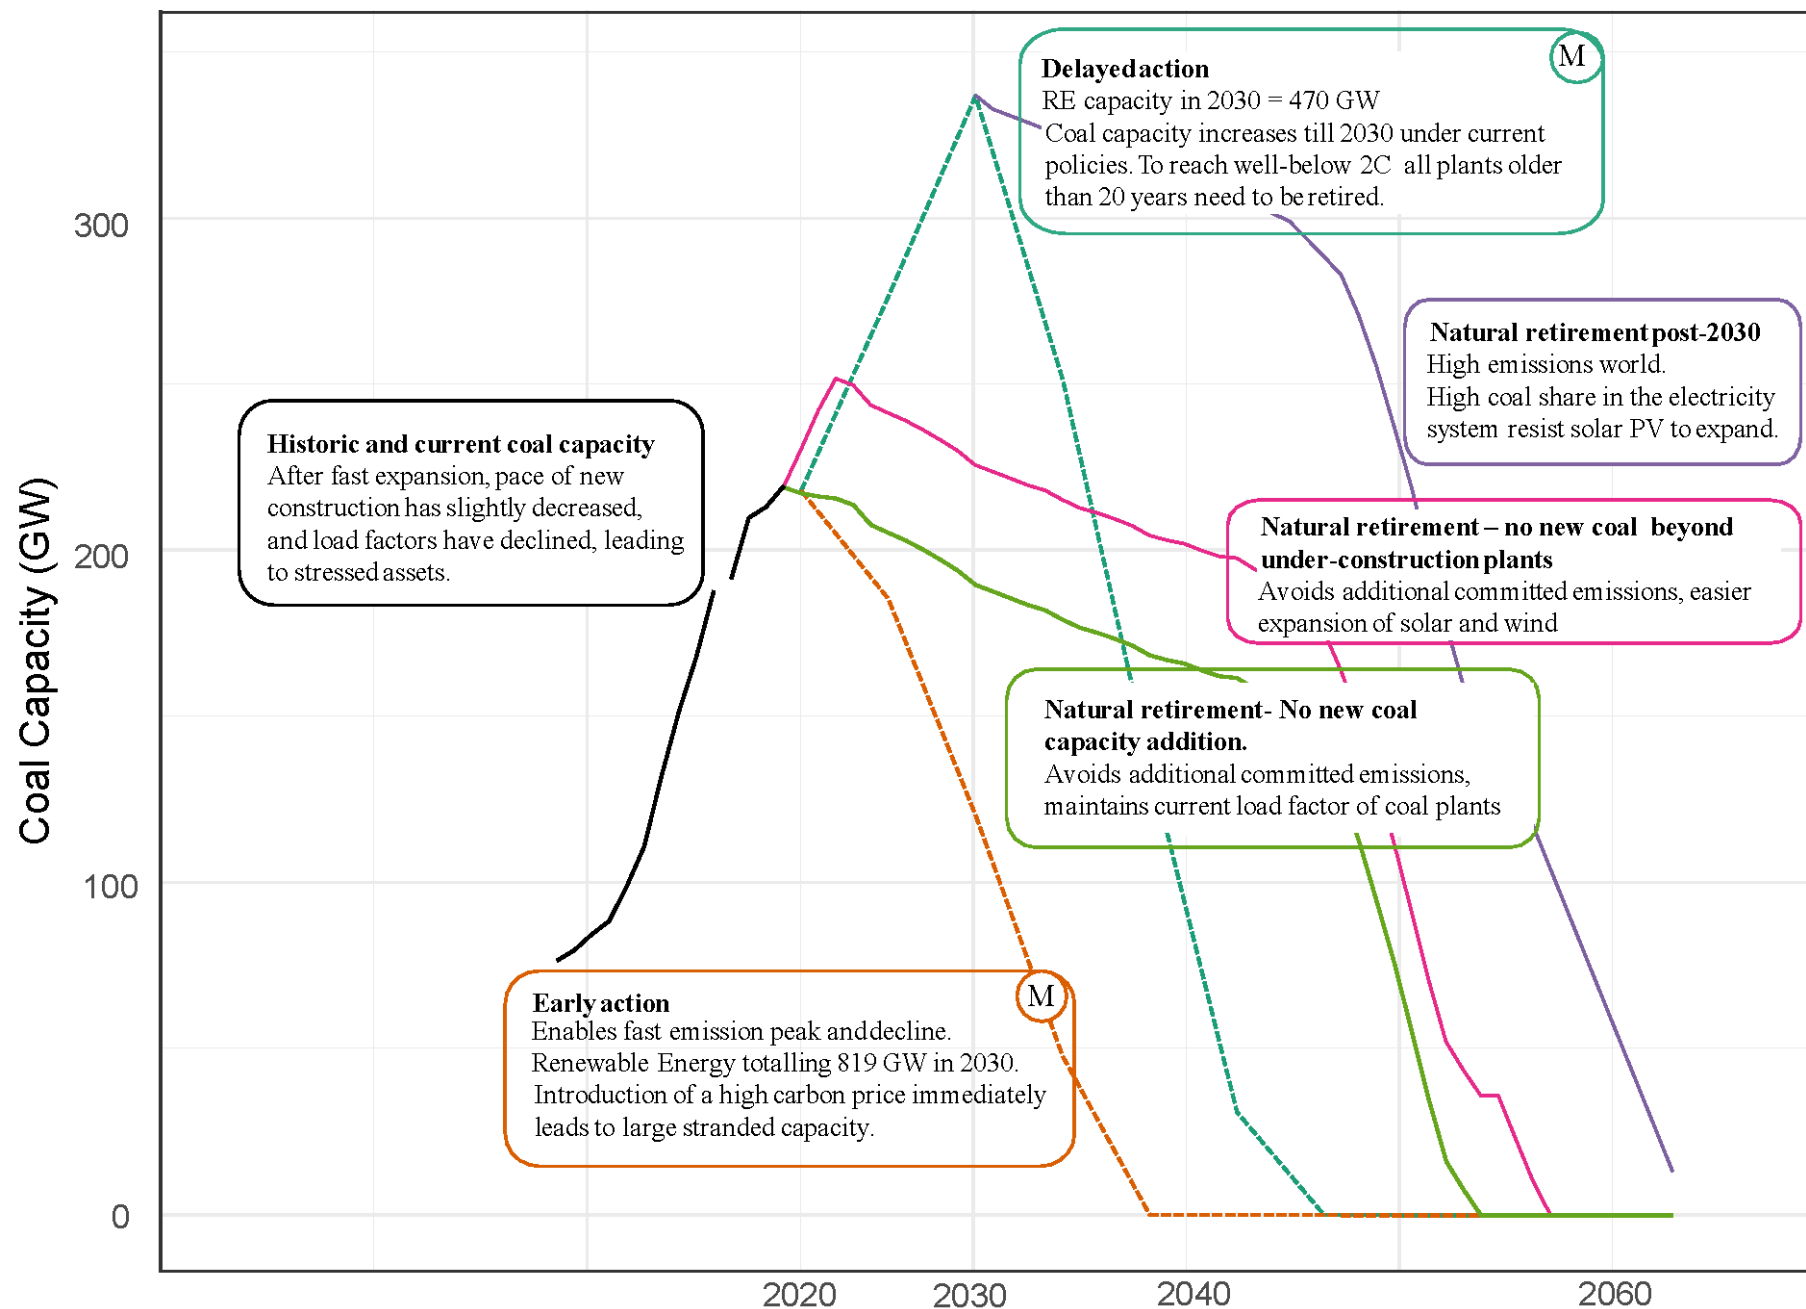 Delayed action
M
RE capacity in 2030 = 470 GW
Coal capacity increases till 2030 under current
policies. To reach well-below 2C all plants older
than 20 years need to be retired.
300
Natural retirement post-2030
High emissions world.
High coal share in the electricity
system resist solar PV to expand.
Historic and current coal capacity
After fast expansion, pace of new
construction has slightly decreased,
and load factors have declined, leading
to stressed assets.
Coal Capacity (GW)
200
Natural retirement – no new coal beyond
under-construction plants
Avoids additional committed emissions, easier
expansion of solar and wind
Natural retirement- No new coal
capacity addition.
Avoids additional committed emissions,
maintains current load factor of coal plants
100
Early action
M
Enables fast emission peak and decline.
Renewable Energy totalling 819 GW in 2030.
Introduction of a high carbon price immediately
leads to large stranded capacity.
0
2020 2030 2040 2060